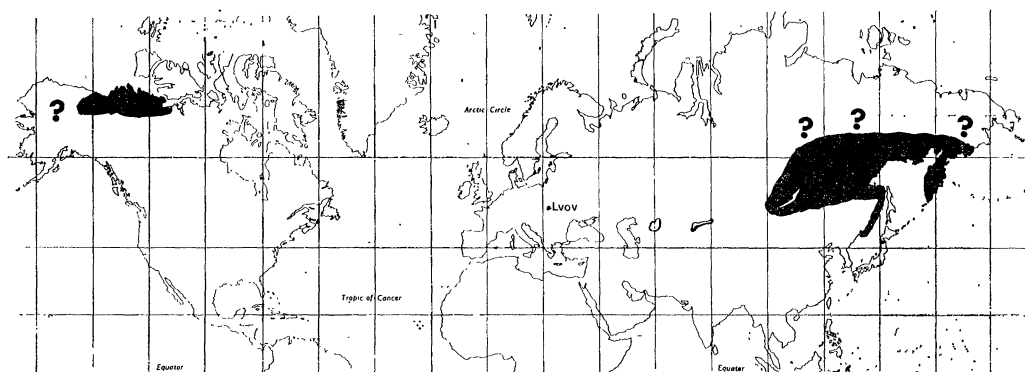 ?
Arctic Circle
? ? ?
Lvov
Tropic of Cancer
Equator
Equator